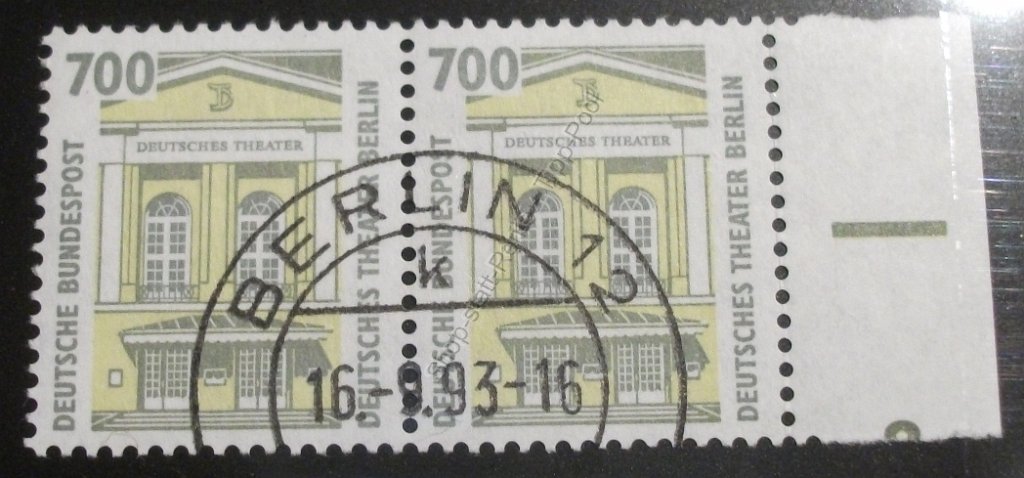 700
DEUTSCHES THEATER
DEUTSCHE BUNDESPOST
DEUTSCHES THEATER BERLIN
700
DEUTSCHES THEATER
DEUTSCHE BUNDESPOST
DEUTSCHES THEATER BERLIN
BERLIN 12
k
16.-9.93-16